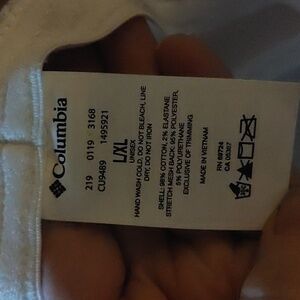 Columbia
219 0119 3168
CU9489 1495921
L/XL
UNISEX
HAND WASH COLD, DO NOT BLEACH, LINE
DRY, DO NOT IRON
SHELL: 98% COTTON, 2% ELASTANE
STRETCH MESH BACK: 95% POLYESTER,
5% POLYURETHANE
EXCLUSIVE OF TRIMMING
MADE IN VIETNAM
RN 69724
CA 05367